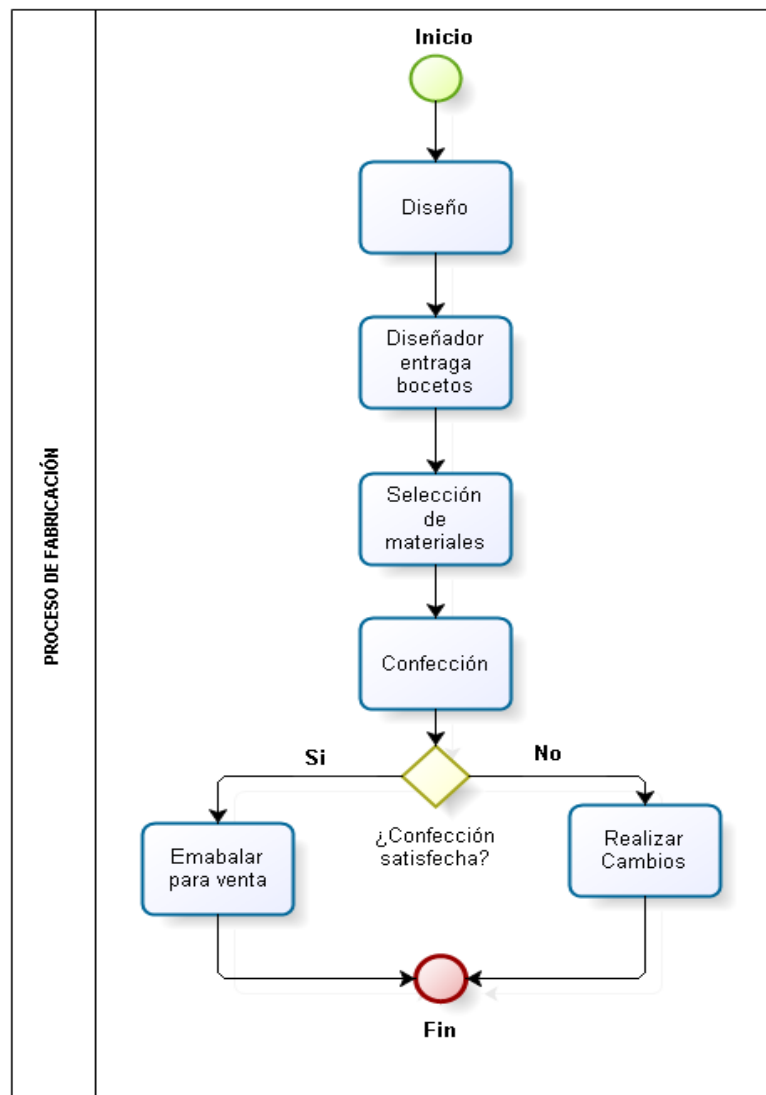 Inicio
Diseño
Diseñador
entraga
bocetos
PROCESO DE FABRICACIÓN
Selección
de
materiales
Confección
Si
No
¿Confección
satisfecha?
Emabalar
para venta
Realizar
Cambios
Fin